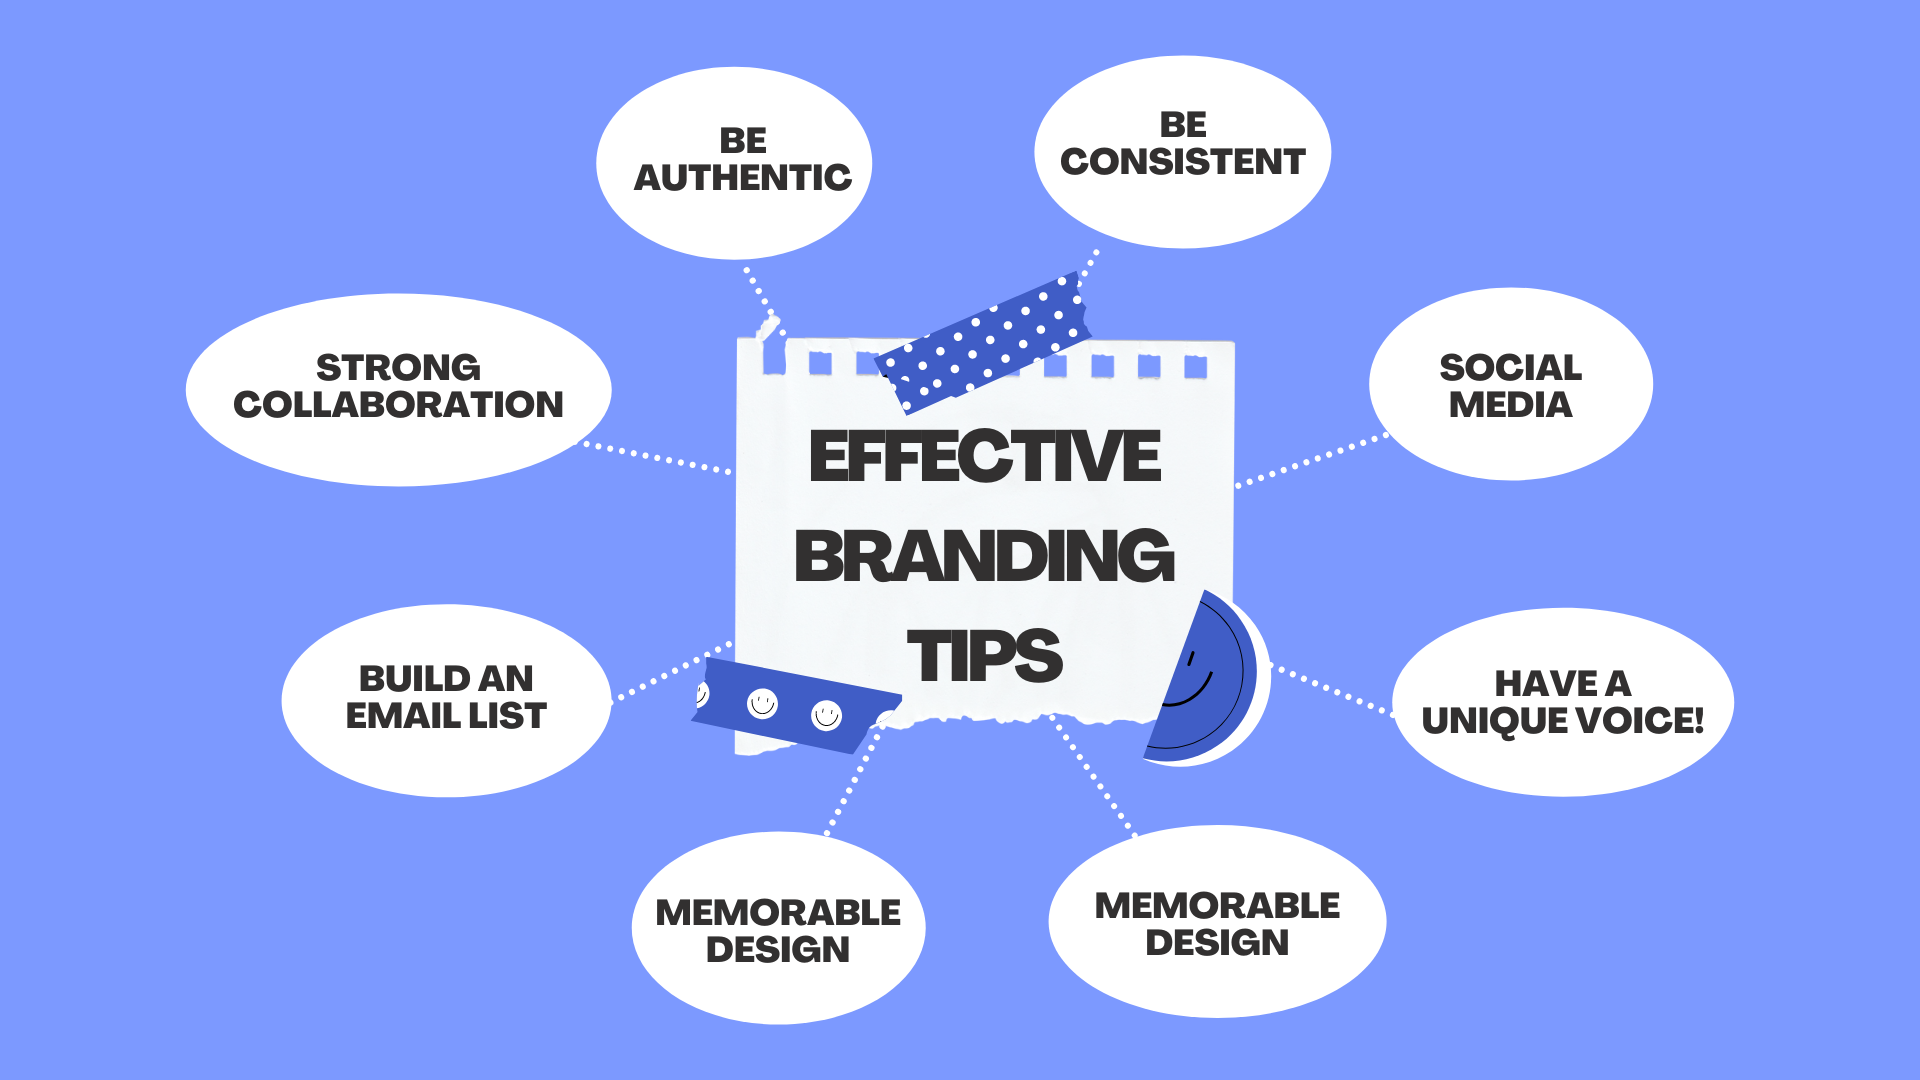 BE
AUTHENTIC
BE
CONSISTENT
STRONG
COLLABORATION
SOCIAL
MEDIA
EFFECTIVE
BRANDING
TIPS
BUILD AN
EMAIL LIST
HAVE A
UNIQUE VOICE!
MEMORABLE
DESIGN
MEMORABLE
DESIGN